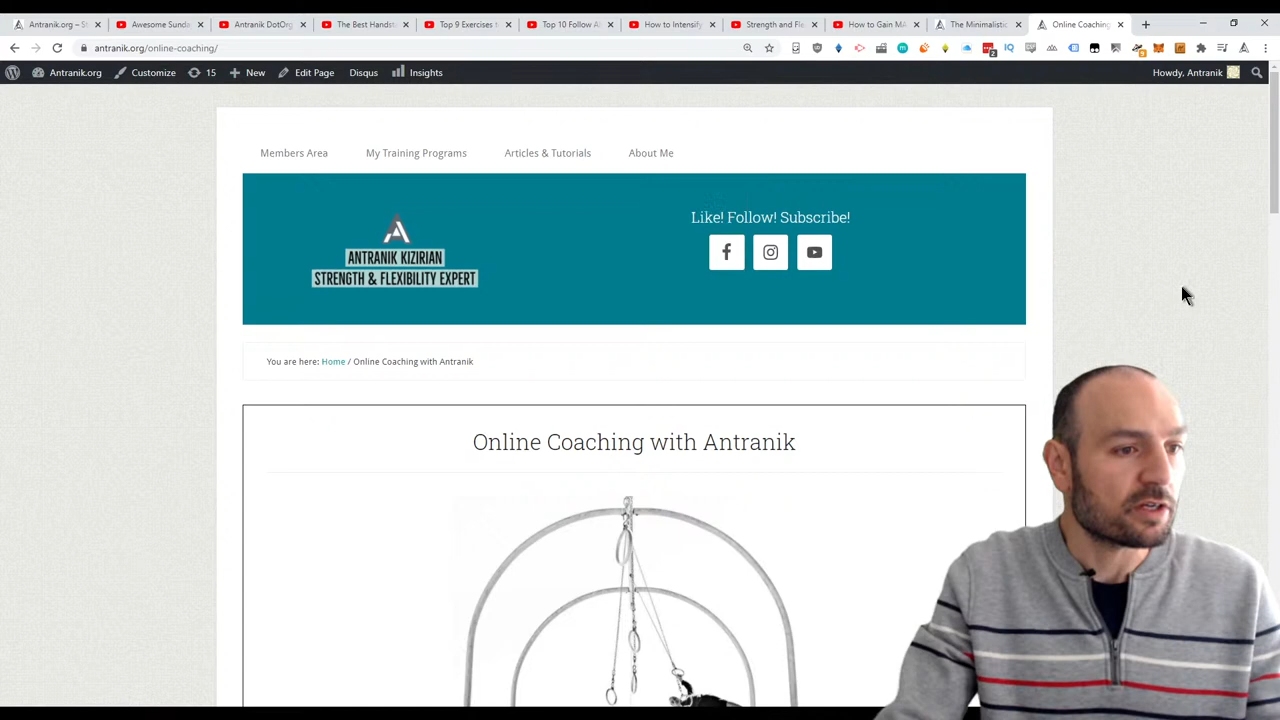 Antranik.org – S
Awesome Sunda
Antranik DotOrg
The Best Handst
Top 9 Exercises t
Top 10 Follow Al
How to Intensify
Strength and Fle
How to Gain MA
The Minimalistic
Online Coaching
antranik.org/online-coaching/
Antranik.org
Customize
15
New
Edit Page
Disqus
Insights
Howdy, Antranik
Members Area
My Training Programs
Articles & Tutorials
About Me
ANTRANIK KIZIRIAN
STRENGTH & FLEXIBILITY EXPERT
Like! Follow! Subscribe!
You are here: Home / Online Coaching with Antranik
Online Coaching with Antranik